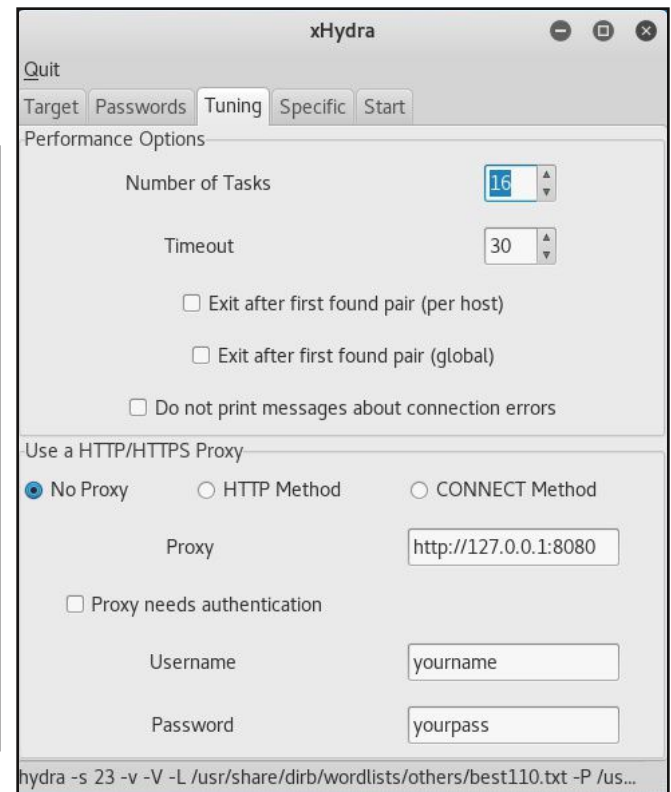 xHydra
Quit
Target Passwords Tuning Specific Start
Performance Options
Number of Tasks 16
Timeout 30
Exit after first found pair (per host)
Exit after first found pair (global)
Do not print messages about connection errors
Use a HTTP/HTTPS Proxy
No Proxy HTTP Method CONNECT Method
Proxy http://127.0.0.1:8080
Proxy needs authentication
Username yourname
Password yourpass
hydra -s 23 -v -V -L /usr/share/dirb/wordlists/others/best110.txt -P /us...